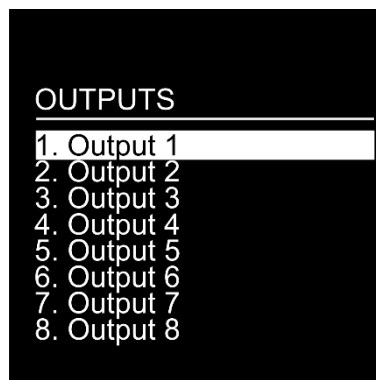 OUTPUTS
1. Output 1
2. Output 2
3. Output 3
4. Output 4
5. Output 5
6. Output 6
7. Output 7
8. Output 8